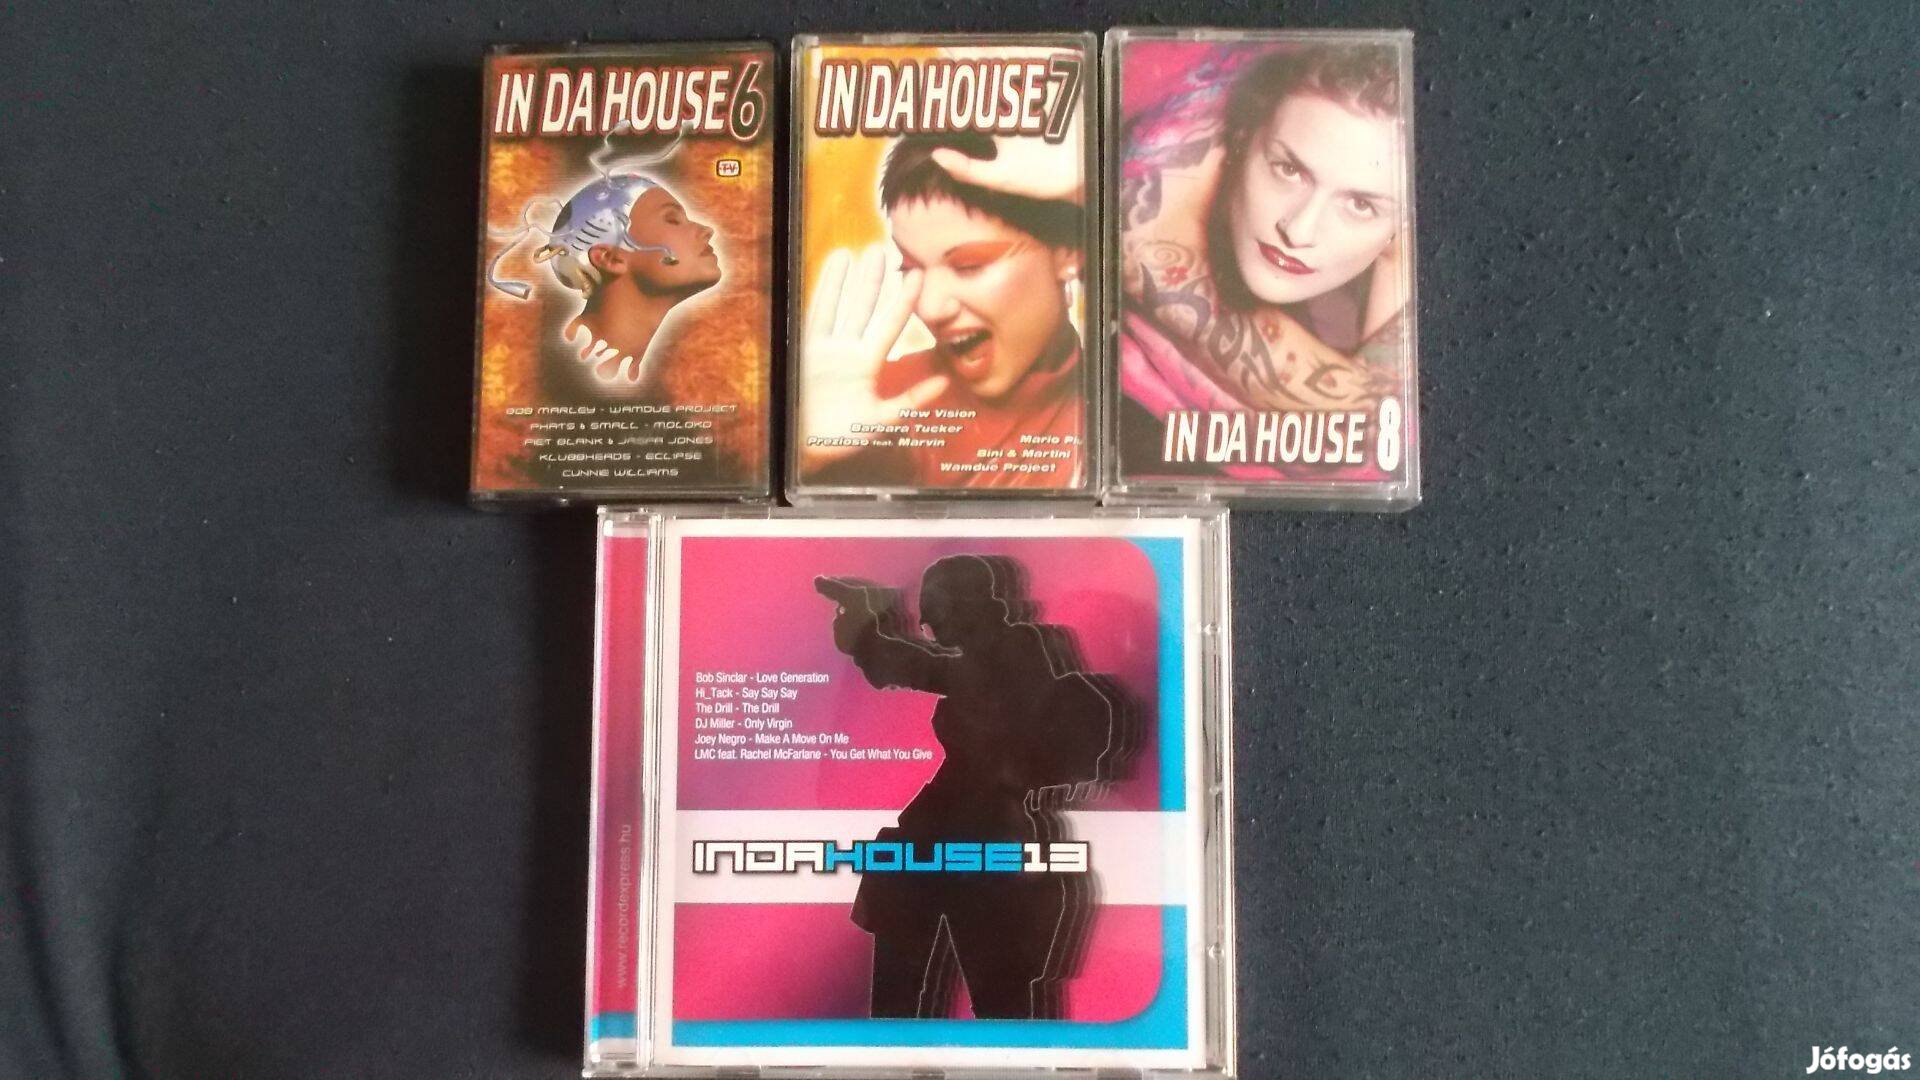 IN DA HOUSE 6
TV
BOB MARLEY - WAMDUE PROJECT
PHATS & SMALL - MOLOKO
PIET BLANK & JASPA JONES
KLUBBHEADS - ECLIPSE
CUNNIE WILLIAMS
IN DA HOUSE 7
New Vision
Barbara Tucker
Prezioso feat. Marvin
Mario Piu
Bini & Martini
Wamdue Project
IN DA HOUSE 8
Bob Sinclar - Love Generation
Hi_Tack - Say Say Say
The Drill - The Drill
DJ Miller - Only Virgin
Joey Negro - Make A Move On Me
LMC feat. Rachel McFarlane - You Get What You Give
INDAHOUSE13
www.recordexpress.hu
Jófogás